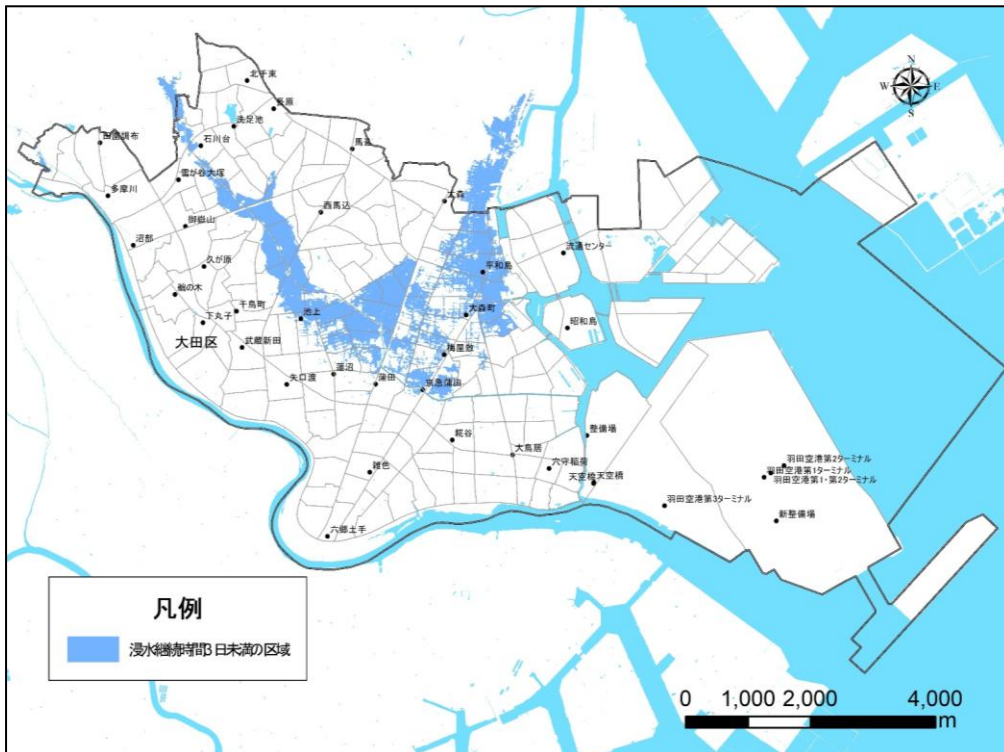 N
W
E
S
北千束
長原
洗足池
田園調布
石川台
馬込
雪が谷大塚
多摩川
大森
西馬込
御嶽山
沼部
流通センター
久が原
平和島
鵜の木
千鳥町
池上
大森町
下丸子
昭和島
大田区
武蔵新田
梅屋敷
蓮沼
矢口渡
蒲田
京急蒲田
整備場
糀谷
大鳥居
穴守稲荷
羽田空港第2ターミナル
雑色
羽田空港第1ターミナル
天空橋
天空橋
羽田空港第1・第2ターミナル
羽田空港第3ターミナル
新整備場
六郷土手
凡例
浸水継続時間3日未満の区域
0 1,000 2,000 4,000
m